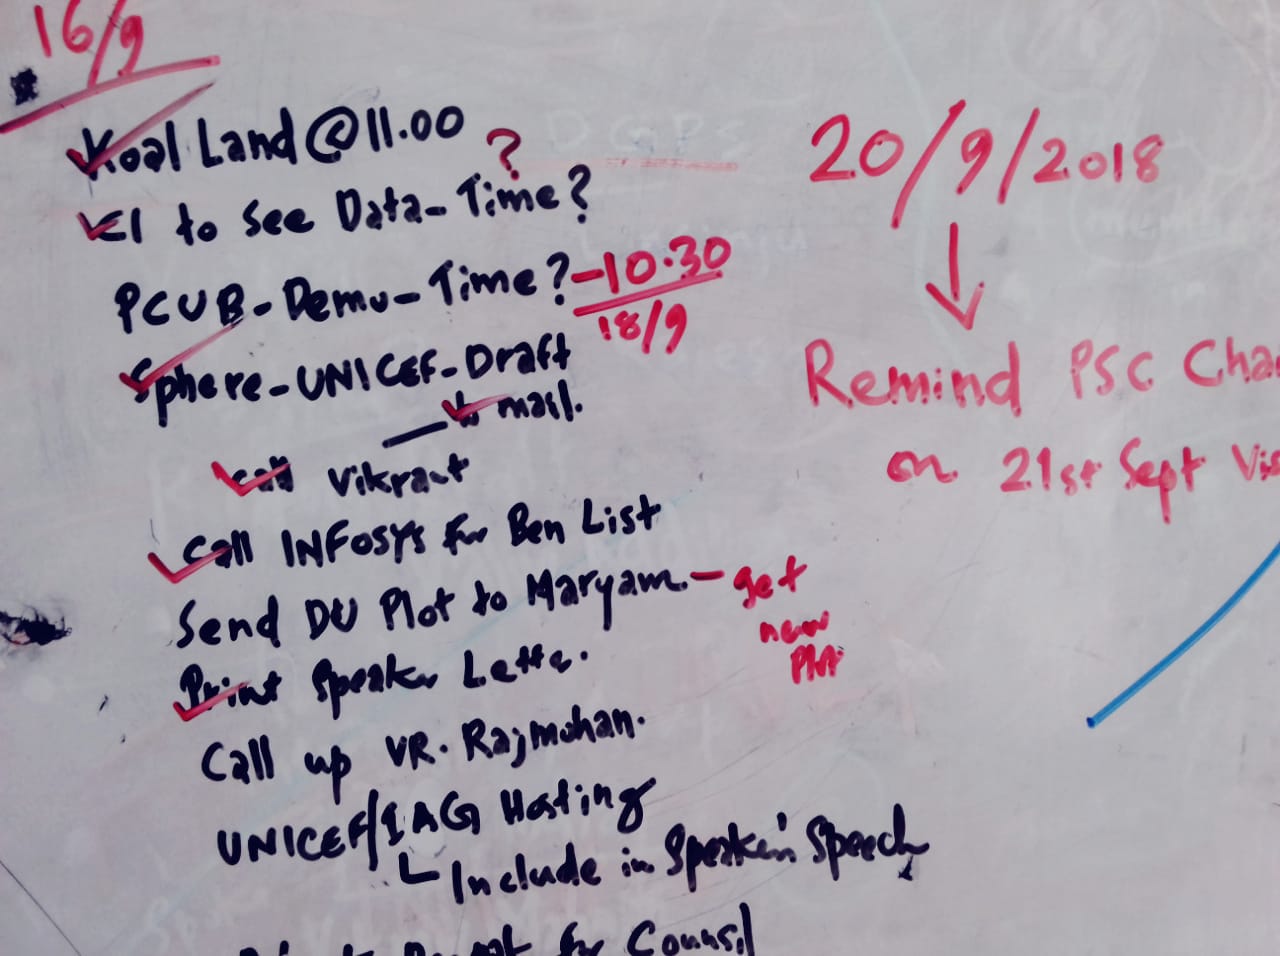 16/9
Koal Land @ 11.00
?
EI to see Data - Time?
PCUB - Demo - Time? - 10.30
18/9
Sphere - UNICEF - Draft
to mail.
Call Vikrant
Call INFOSYS for Ben List
Send DU Plot to Maryam. - get
new
Plot
Print Speaker Letter.
Call up VR. Rajmohan.
UNICEF/IAG Hosting
Include in Speaker's Speech
for Counsil
20/9/2018
Remind PSC Cha
on 21st Sept Vis
DGPS